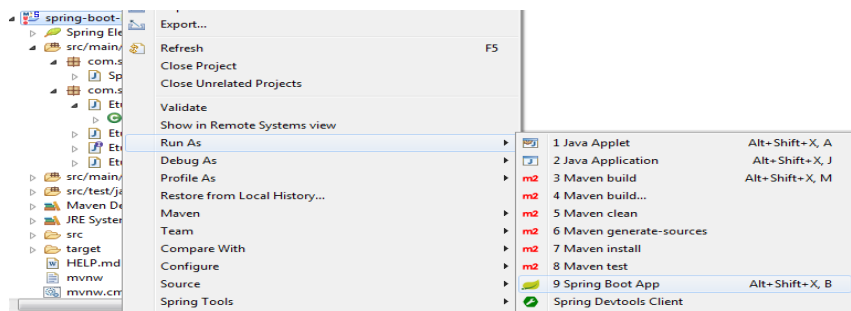 spring-boot-
Spring Ele
src/main/
com.s
Sp
com.s
Etu
Etu
Etu
Etu
src/main/
src/test/ja
Maven De
JRE System
src
target
HELP.md
mvnw
mvnw.cm
Export...
Refresh F5
Close Project
Close Unrelated Projects
Validate
Show in Remote Systems view
Run As
Debug As
Profile As
Restore from Local History...
Maven
Team
Compare With
Configure
Source
Spring Tools
1 Java Applet Alt+Shift+X, A
2 Java Application Alt+Shift+X, J
m2 3 Maven build Alt+Shift+X, M
m2 4 Maven build...
m2 5 Maven clean
m2 6 Maven generate-sources
m2 7 Maven install
m2 8 Maven test
9 Spring Boot App Alt+Shift+X, B
Spring Devtools Client